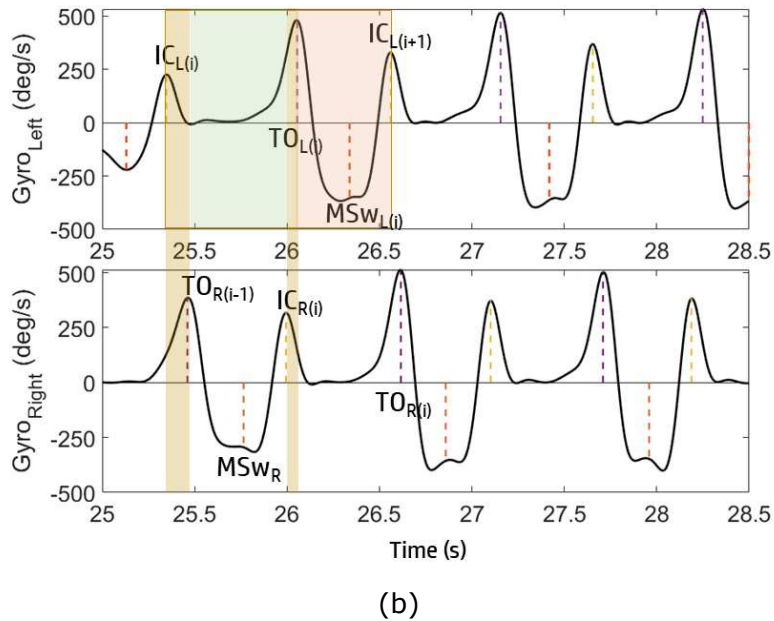 500
250
0
-250
-500
Gyro_Left (deg/s)
IC_L(i)
IC_L(i+1)
TO_L(i)
MSw_L(i)
25 25.5 26 26.5 27 27.5 28 28.5
500
250
0
-250
-500
Gyro_Right (deg/s)
TO_R(i-1)
IC_R(i)
TO_R(i)
MSw_R
25 25.5 26 26.5 27 27.5 28 28.5
Time (s)
(b)